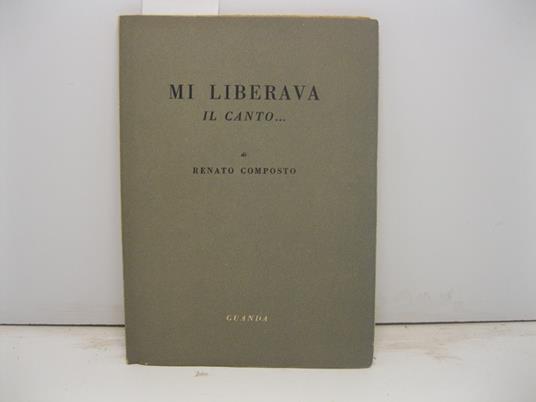 MI LIBERAVA
IL CANTO...
di
RENATO COMPOSTO
GUANDA